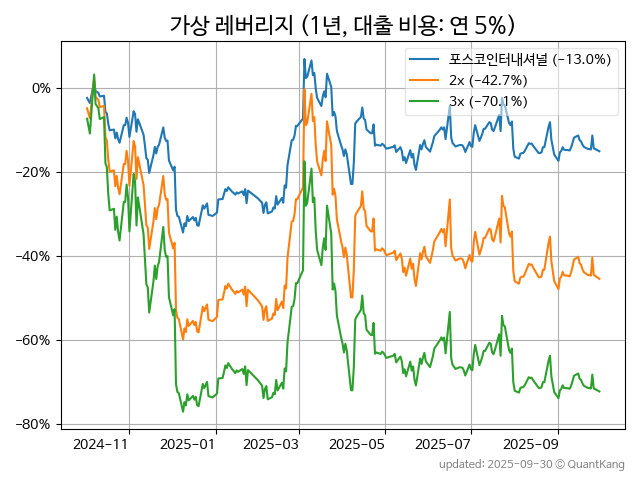 가상 레버리지 (1년, 대출 비용: 연 5%)
포스코인터내셔널 (−13.0%)
2x (−42.7%)
3x (−70.1%)
0%
−20%
−40%
−60%
−80%
2024-11
2025-01
2025-03
2025-05
2025-07
2025-09
updated: 2025-09-30 © QuantKang